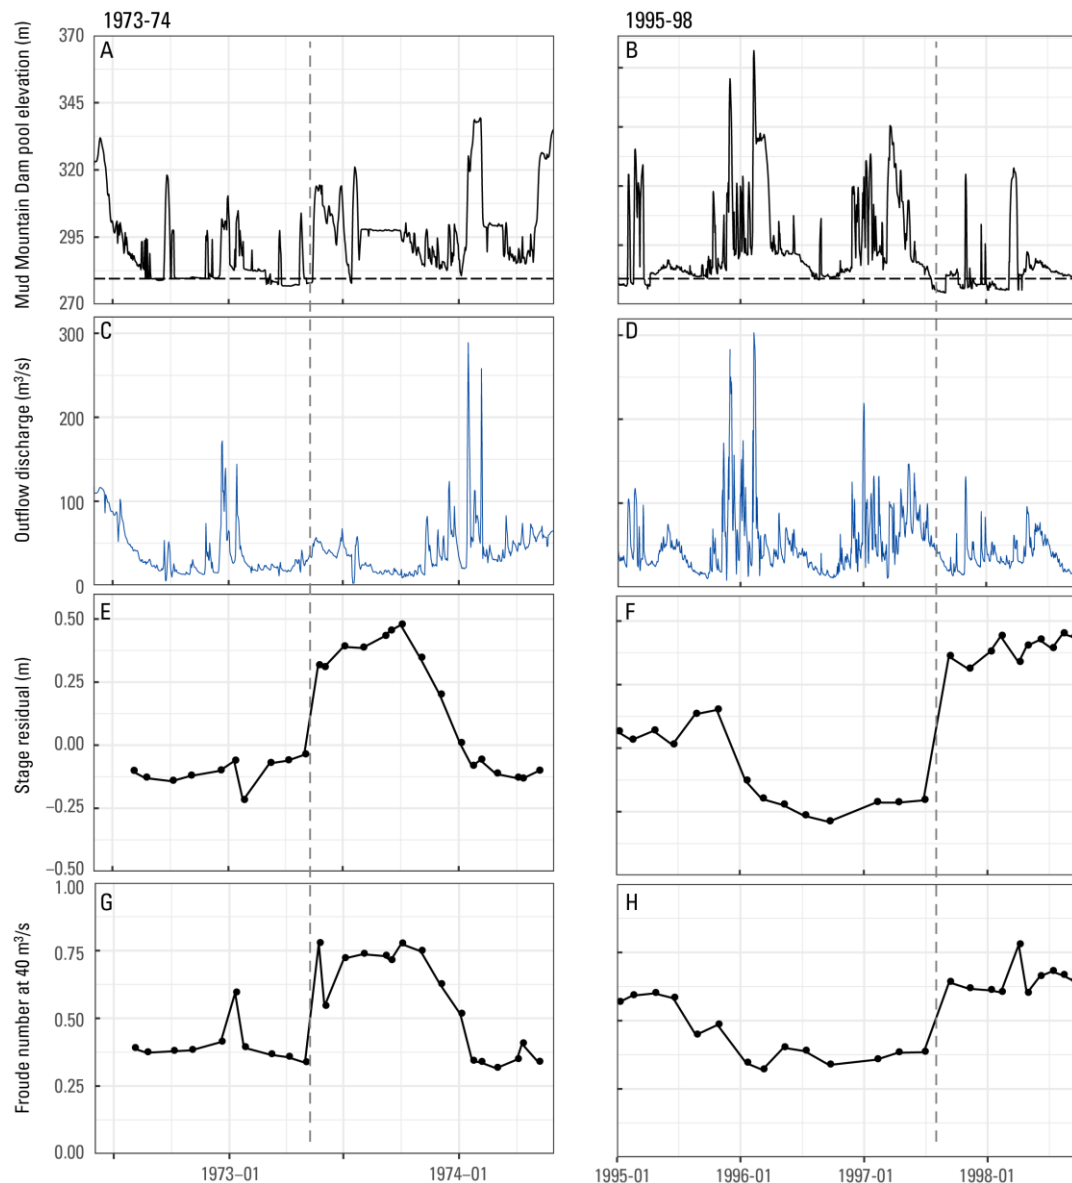 1973-74
1995-98
Mud Mountain Dam pool elevation (m)
370
345
320
295
270
A
B
Outflow discharge (m³/s)
300
200
100
0
C
D
Stage residual (m)
0.50
0.25
0.00
−0.25
−0.50
E
F
Froude number at 40 m³/s
1.00
0.75
0.50
0.25
0.00
G
H
1973–01
1974–01
1995-01
1996-01
1997-01
1998-01